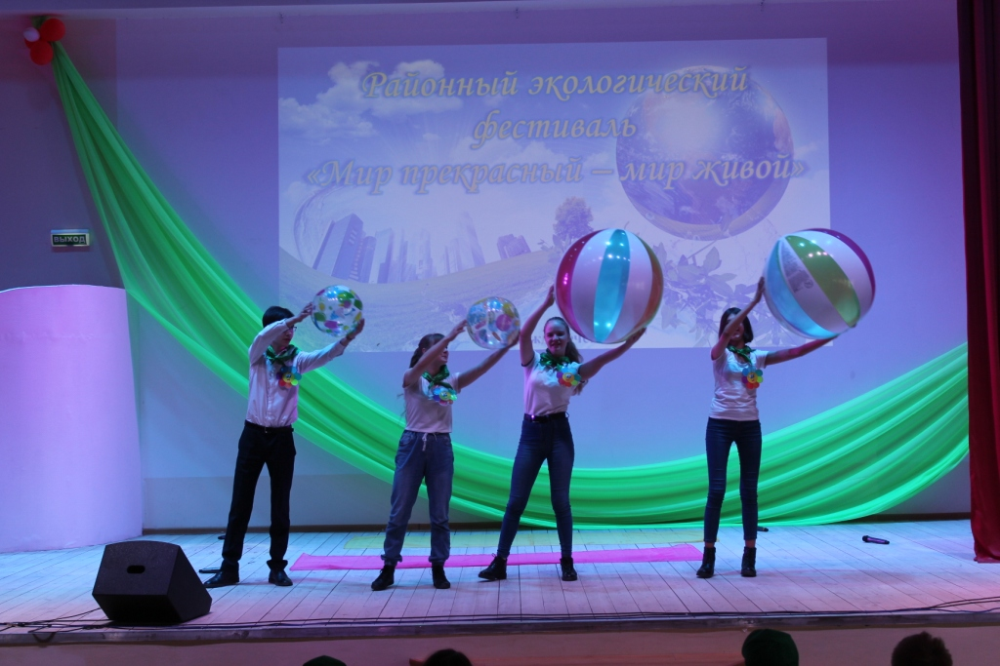 Районный экологический
фестиваль
«Мир прекрасный – мир живой»
выход